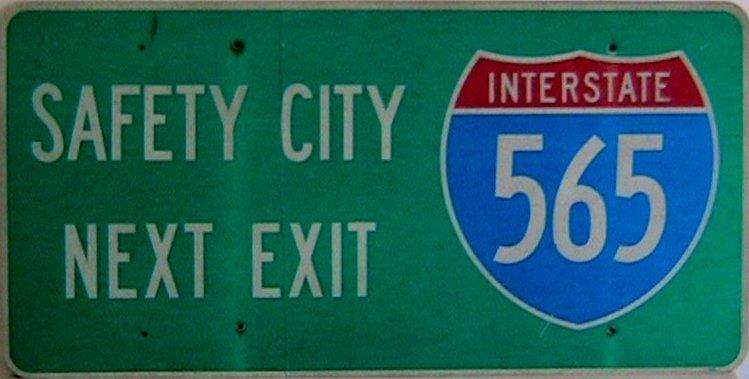 SAFETY CITY
NEXT EXIT
INTERSTATE
565